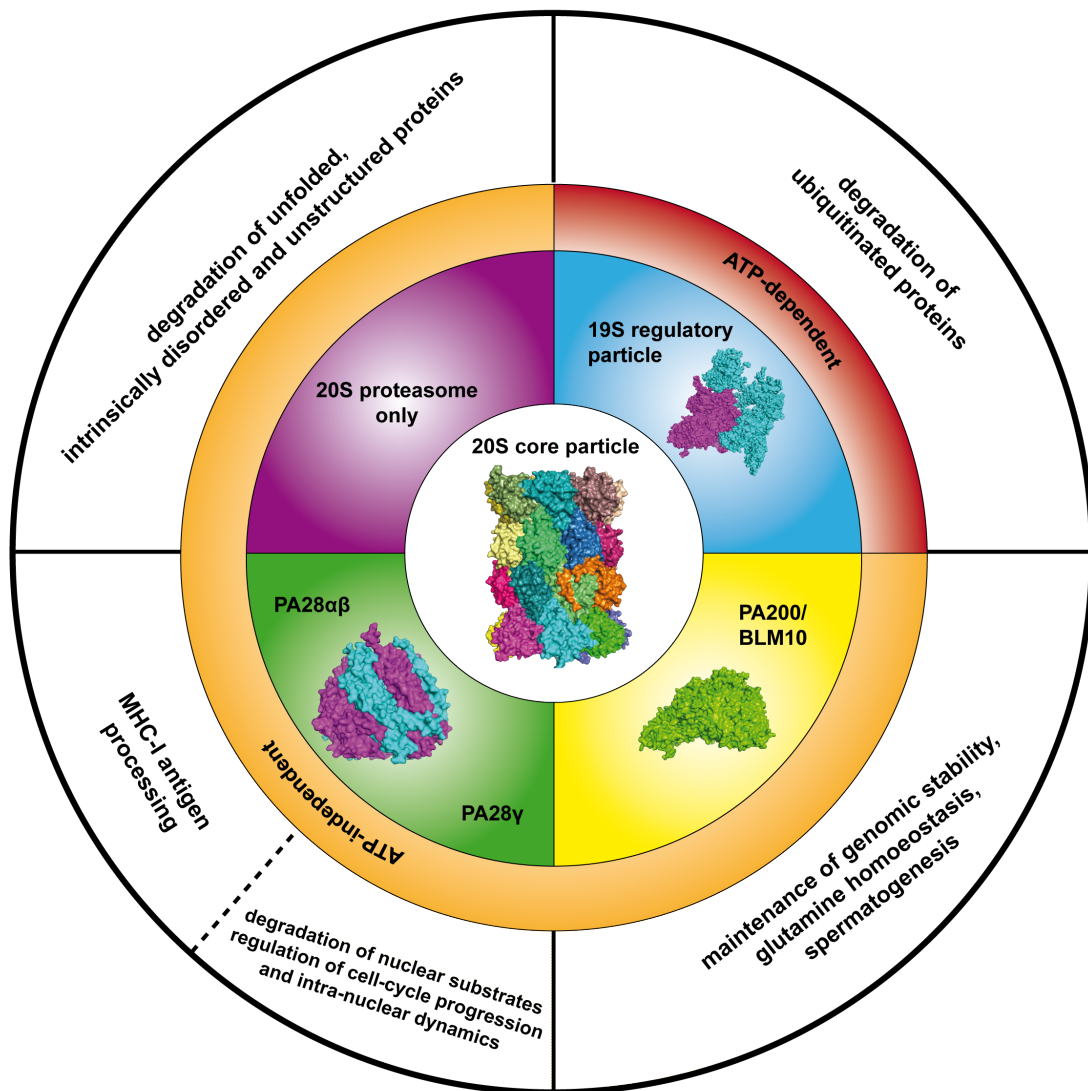 degradation of unfolded,
intrinsically disordered and unstructured proteins
degradation of
ubiquitinated proteins
ATP-dependent
19S regulatory
particle
20S proteasome
only
20S core particle
PA28αβ
PA200/
BLM10
PA28γ
ATP-independent
MHC-I antigen
processing
degradation of nuclear substrates
regulation of cell-cycle progression
and intra-nuclear dynamics
maintenance of genomic stability,
glutamine homoeostasis,
spermatogenesis